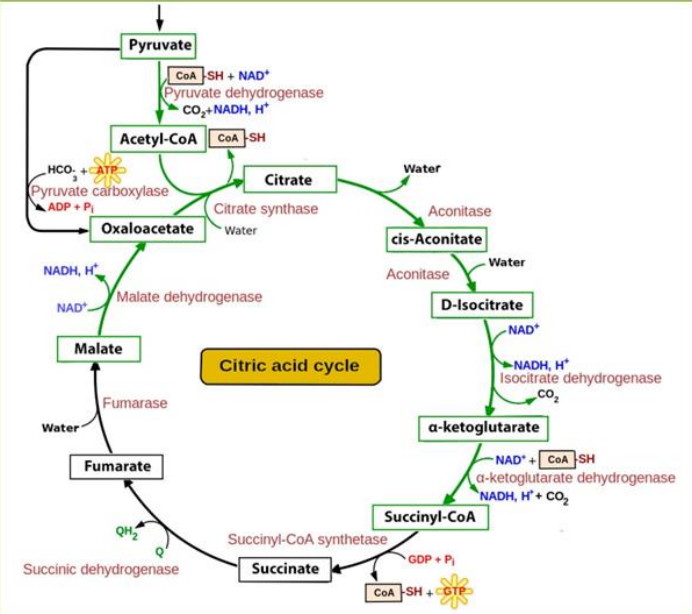 Pyruvate
CoA-SH + NAD⁺
Pyruvate dehydrogenase
CO₂+NADH, H⁺
Acetyl-CoA
CoA-SH
HCO₃⁻ + ATP
Pyruvate carboxylase
ADP + Pᵢ
Citrate
Water
Citrate synthase
Water
Aconitase
Oxaloacetate
cis-Aconitate
Water
Aconitase
NADH, H⁺
NAD⁺
Malate dehydrogenase
D-Isocitrate
NAD⁺
NADH, H⁺
Isocitrate dehydrogenase
CO₂
Malate
Citric acid cycle
Fumarase
Water
α-ketoglutarate
NAD⁺ + CoA-SH
α-ketoglutarate dehydrogenase
NADH, H⁺ + CO₂
Fumarate
Succinyl-CoA
QH₂
Q
Succinyl-CoA synthetase
Succinic dehydrogenase
Succinate
GDP + Pᵢ
CoA-SH + GTP